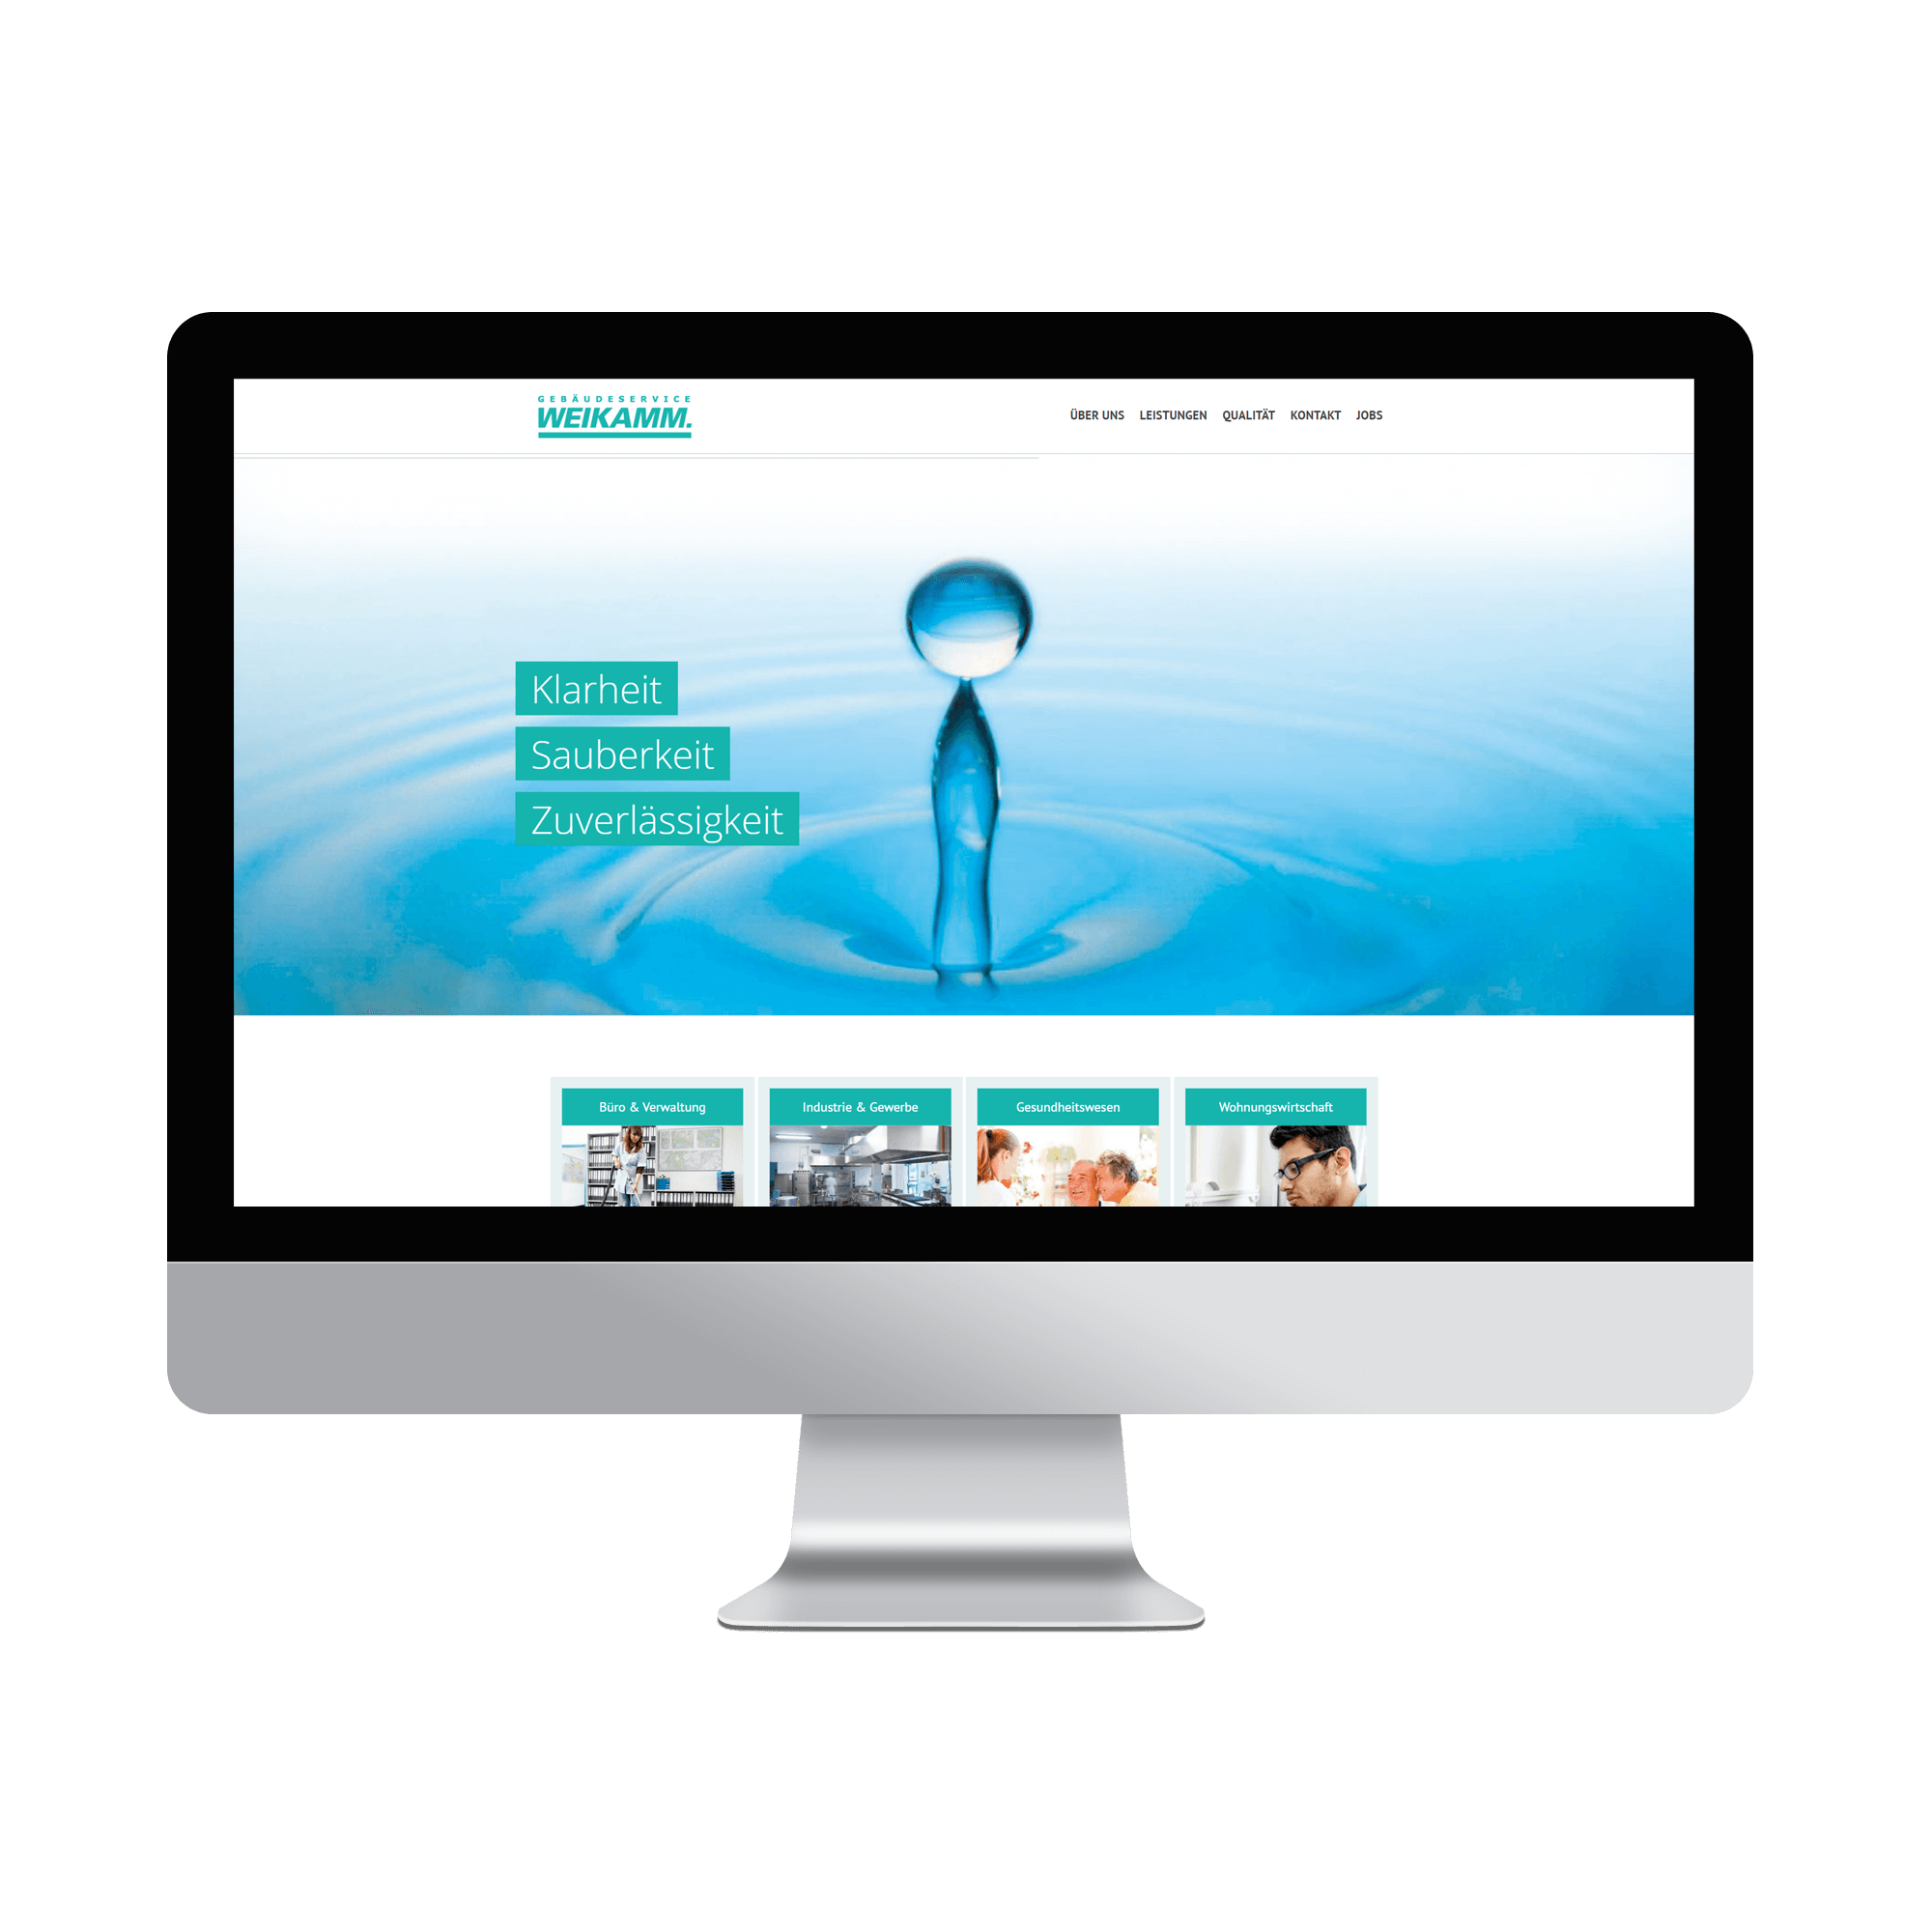 GEBÄUDESERVICE
WEIKAMM.
ÜBER UNS LEISTUNGEN QUALITÄT KONTAKT JOBS
Klarheit
Sauberkeit
Zuverlässigkeit
Büro & Verwaltung Industrie & Gewerbe Gesundheitswesen Wohnungswirtschaft